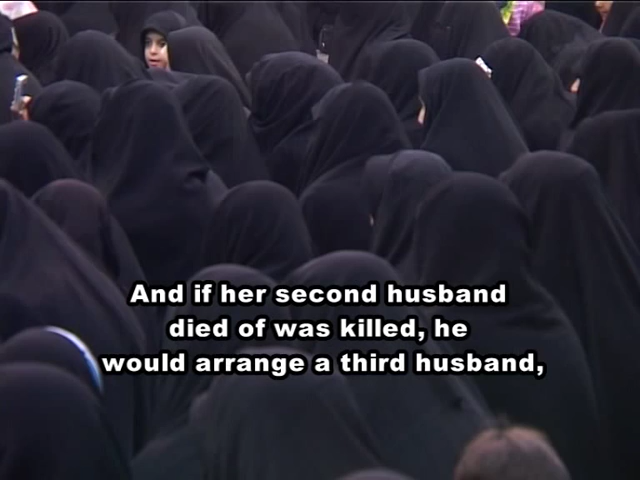 And if her second husband
died of was killed, he
would arrange a third husband,